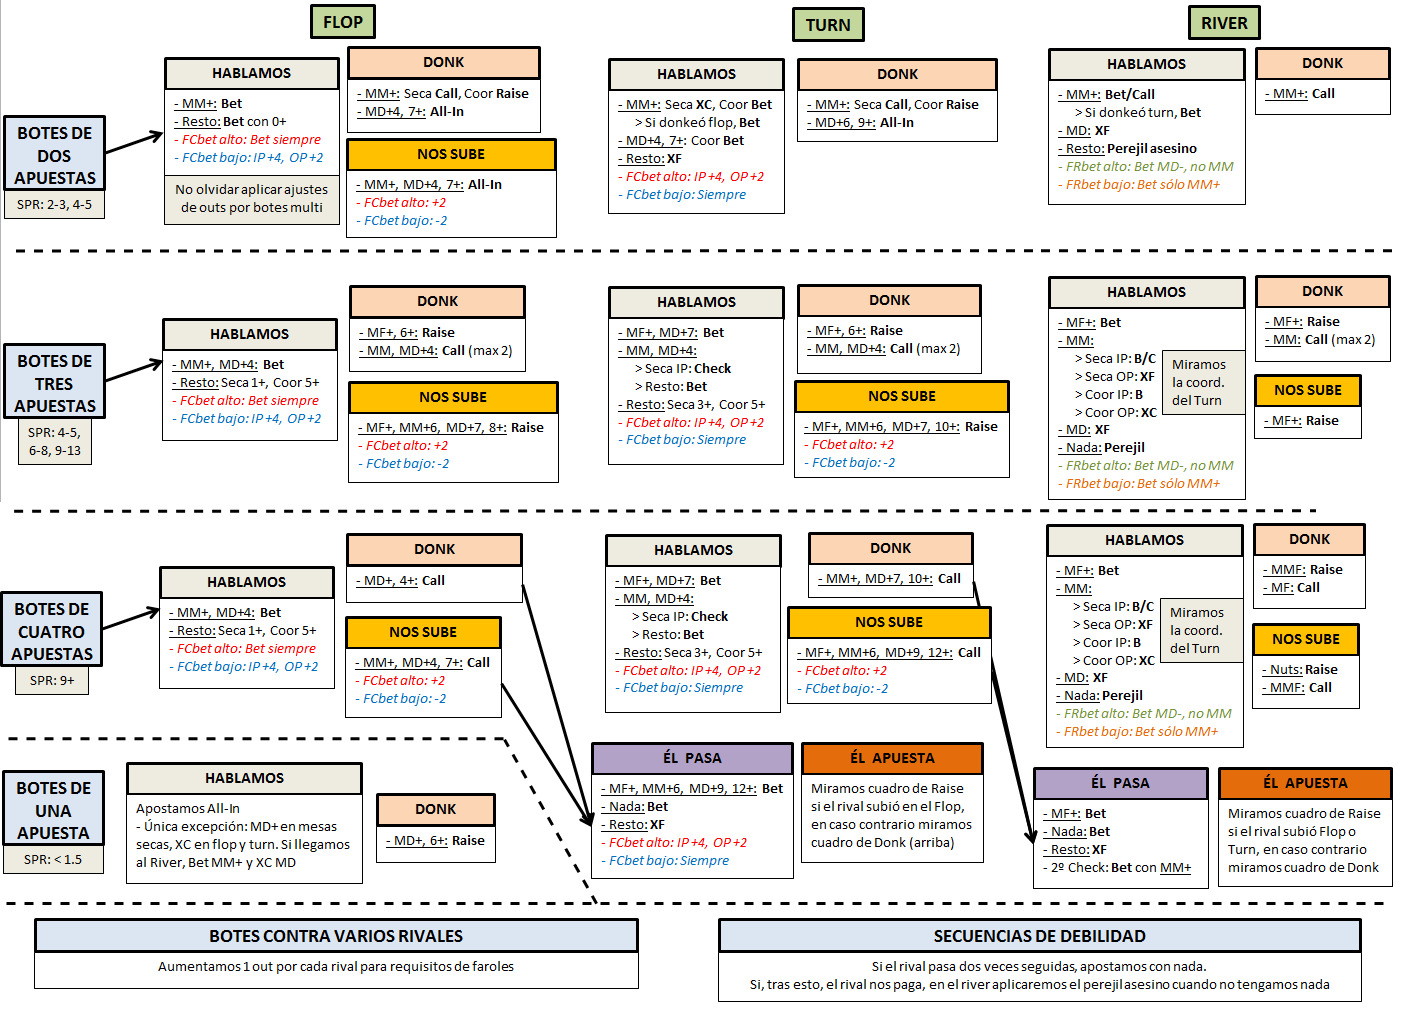 FLOP
TURN
RIVER
BOTES DE
DOS
APUESTAS
SPR: 2-3, 4-5
HABLAMOS
- MM+: Bet
- Resto: Bet con 0+
- FCbet alto: Bet siempre
- FCbet bajo: IP +4, OP +2
No olvidar aplicar ajustes
de outs por botes multi
DONK
- MM+: Seca Call, Coor Raise
- MD+4, 7+: All-In
NOS SUBE
- MM+, MD+4, 7+: All-In
- FCbet alto: +2
- FCbet bajo: -2
HABLAMOS
- MM+: Seca XC, Coor Bet
> Si donkeó flop, Bet
- MD+4, 7+: Coor Bet
- Resto: XF
- FCbet alto: IP +4, OP +2
- FCbet bajo: Siempre
DONK
- MM+: Seca Call, Coor Raise
- MD+6, 9+: All-In
HABLAMOS
- MM+: Bet/Call
> Si donkeó turn, Bet
- MD: XF
- Resto: Perejil asesino
- FRbet alto: Bet MD-, no MM
- FRbet bajo: Bet sólo MM+
DONK
- MM+: Call
BOTES DE
TRES
APUESTAS
SPR: 4-5,
6-8, 9-13
HABLAMOS
- MM+, MD+4: Bet
- Resto: Seca 1+, Coor 5+
- FCbet alto: Bet siempre
- FCbet bajo: IP +4, OP +2
DONK
- MF+, 6+: Raise
- MM, MD+4: Call (max 2)
NOS SUBE
- MF+, MM+6, MD+7, 8+: Raise
- FCbet alto: +2
- FCbet bajo: -2
HABLAMOS
- MF+, MD+7: Bet
- MM, MD+4:
> Seca IP: Check
> Resto: Bet
- Resto: Seca 3+, Coor 5+
- FCbet alto: IP +4, OP +2
- FCbet bajo: Siempre
DONK
- MF+, 6+: Raise
- MM, MD+4: Call (max 2)
NOS SUBE
- MF+, MM+6, MD+7, 10+: Raise
- FCbet alto: +2
- FCbet bajo: -2
HABLAMOS
- MF+: Bet
- MM:
> Seca IP: B/C
> Seca OP: XF
> Coor IP: B
> Coor OP: XC
Miramos
la coord.
del Turn
- MD: XF
- Nada: Perejil
- FRbet alto: Bet MD-, no MM
- FRbet bajo: Bet sólo MM+
DONK
- MF+: Raise
- MM: Call (max 2)
NOS SUBE
- MF+: Raise
BOTES DE
CUATRO
APUESTAS
SPR: 9+
HABLAMOS
- MM+, MD+4: Bet
- Resto: Seca 1+, Coor 5+
- FCbet alto: Bet siempre
- FCbet bajo: IP +4, OP +2
DONK
- MD+, 4+: Call
NOS SUBE
- MM+, MD+4, 7+: Call
- FCbet alto: +2
- FCbet bajo: -2
HABLAMOS
- MF+, MD+7: Bet
- MM, MD+4:
> Seca IP: Check
> Resto: Bet
- Resto: Seca 3+, Coor 5+
- FCbet alto: IP +4, OP +2
- FCbet bajo: Siempre
DONK
- MM+, MD+7, 10+: Call
NOS SUBE
- MF+, MM+6, MD+9, 12+: Call
- FCbet alto: +2
- FCbet bajo: -2
HABLAMOS
- MF+: Bet
- MM:
> Seca IP: B/C
> Seca OP: XF
> Coor IP: B
> Coor OP: XC
Miramos
la coord.
del Turn
- MD: XF
- Nada: Perejil
- FRbet alto: Bet MD-, no MM
- FRbet bajo: Bet sólo MM+
DONK
- MMF: Raise
- MF: Call
NOS SUBE
- Nuts: Raise
- MMF: Call
ÉL PASA
- MF+, MM+6, MD+9, 12+: Bet
- Nada: Bet
- Resto: XF
- FCbet alto: IP +4, OP +2
- FCbet bajo: Siempre
ÉL APUESTA
Miramos cuadro de Raise
si el rival subió en el Flop,
en caso contrario miramos
cuadro de Donk (arriba)
ÉL PASA
- MF+: Bet
- Nada: Bet
- Resto: XF
- 2º Check: Bet con MM+
ÉL APUESTA
Miramos cuadro de Raise
si el rival subió Flop o
Turn, en caso contrario
miramos cuadro de Donk
BOTES DE
UNA
APUESTA
SPR: < 1.5
HABLAMOS
Apostamos All-In
- Única excepción: MD+ en mesas
secas, XC en flop y turn. Si llegamos
al River, Bet MM+ y XC MD
DONK
- MD+, 6+: Raise
BOTES CONTRA VARIOS RIVALES
Aumentamos 1 out por cada rival para requisitos de faroles
SECUENCIAS DE DEBILIDAD
Si el rival pasa dos veces seguidas, apostamos con nada.
Si, tras esto, el rival nos paga, en el river aplicaremos el perejil asesino cuando no tengamos nada